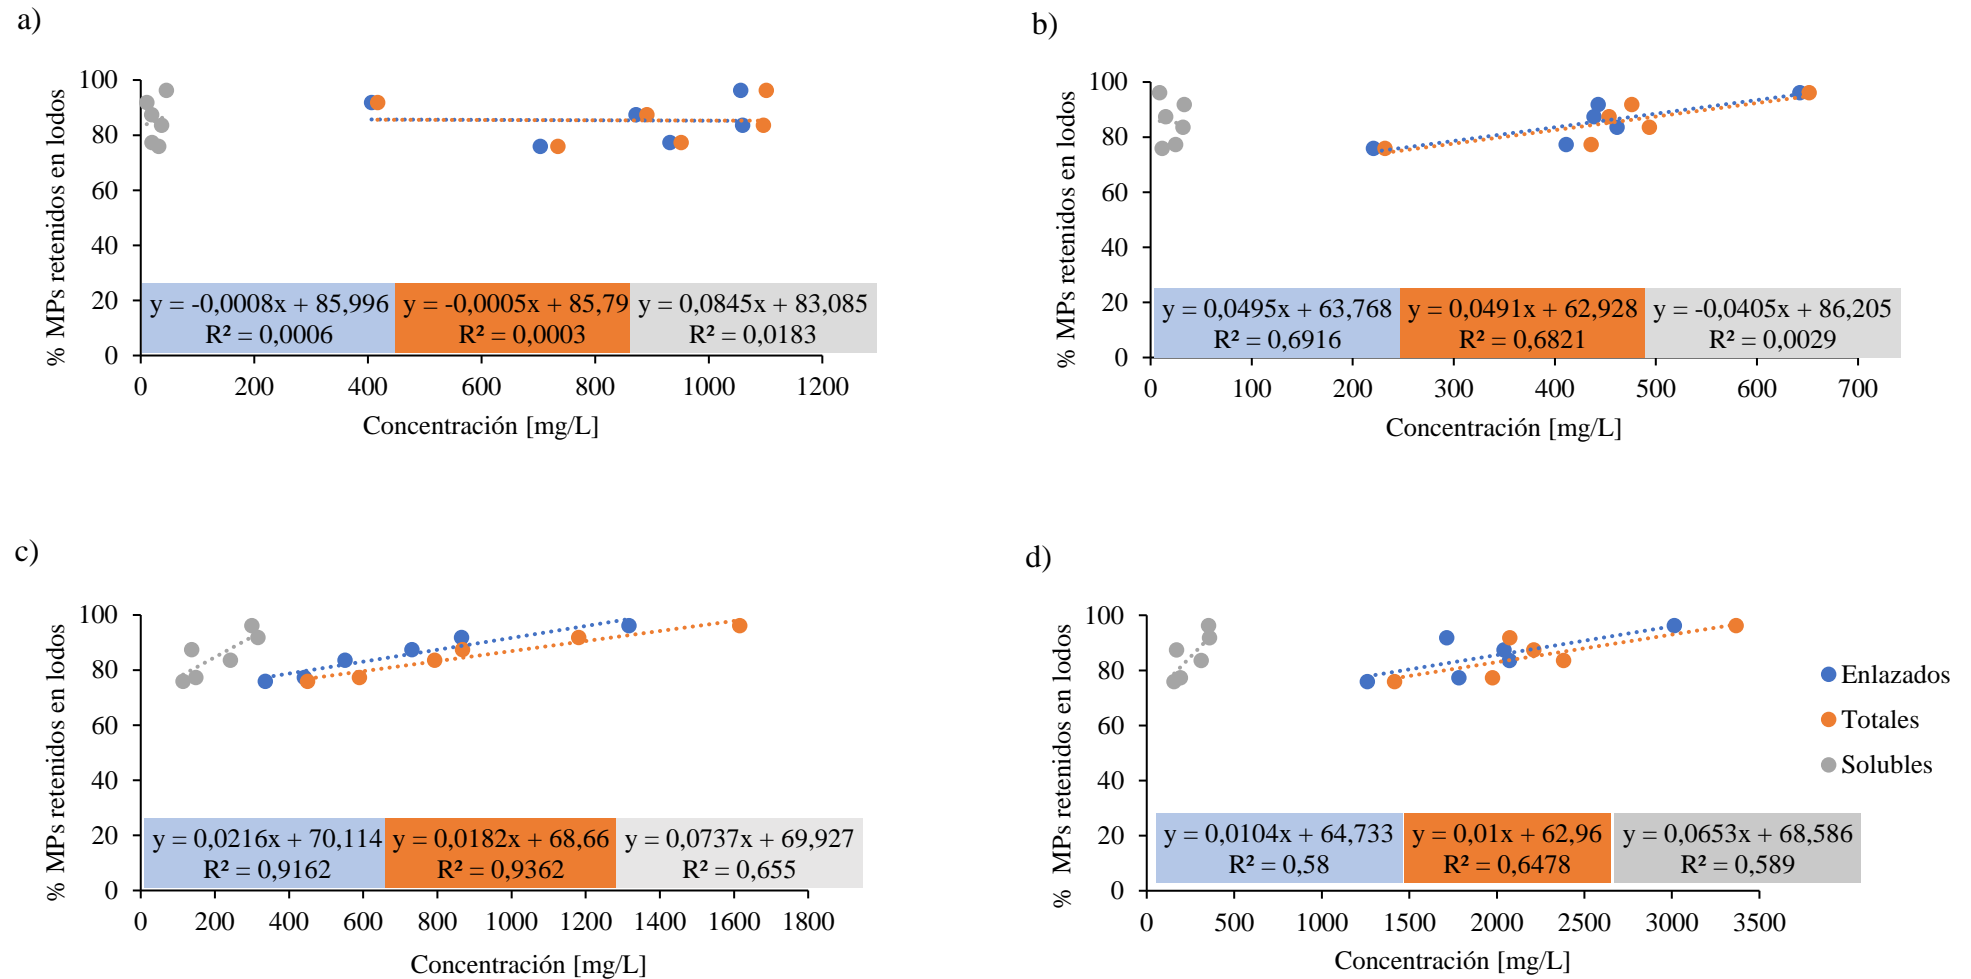 a)
% MPs retenidos en lodos
100
80
60
40
20
0
y = -0,0008x + 85,996
R² = 0,0006
y = -0,0005x + 85,79
R² = 0,0003
y = 0,0845x + 83,085
R² = 0,0183
0 200 400 600 800 1000 1200
Concentración [mg/L]
b)
% MPs retenidos en lodos
100
80
60
40
20
0
y = 0,0495x + 63,768
R² = 0,6916
y = 0,0491x + 62,928
R² = 0,6821
y = -0,0405x + 86,205
R² = 0,0029
0 100 200 300 400 500 600 700
Concentración [mg/L]
c)
% MPs retenidos en lodos
100
80
60
40
20
0
y = 0,0216x + 70,114
R² = 0,9162
y = 0,0182x + 68,66
R² = 0,9362
y = 0,0737x + 69,927
R² = 0,655
0 200 400 600 800 1000 1200 1400 1600 1800
Concentración [mg/L]
d)
% MPs retenidos en lodos
100
80
60
40
20
0
y = 0,0104x + 64,733
R² = 0,58
y = 0,01x + 62,96
R² = 0,6478
y = 0,0653x + 68,586
R² = 0,589
0 500 1000 1500 2000 2500 3000 3500
Concentración [mg/L]
Enlazados
Totales
Solubles